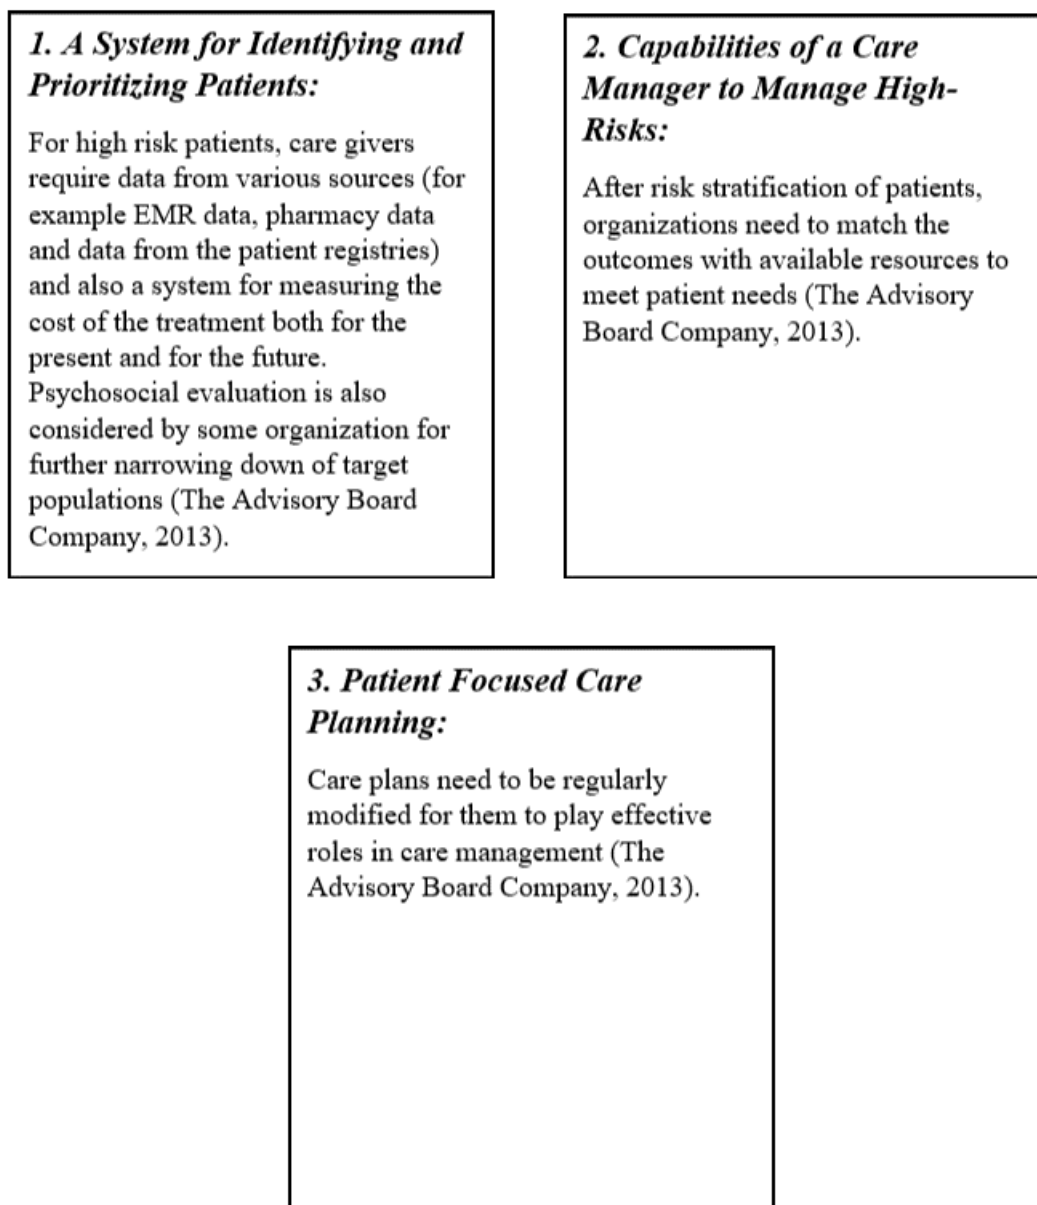 1. A System for Identifying and
Prioritizing Patients:
For high risk patients, care givers
require data from various sources (for
example EMR data, pharmacy data
and data from the patient registries)
and also a system for measuring the
cost of the treatment both for the
present and for the future.
Psychosocial evaluation is also
considered by some organization for
further narrowing down of target
populations (The Advisory Board
Company, 2013).
2. Capabilities of a Care
Manager to Manage High-
Risks:
After risk stratification of patients,
organizations need to match the
outcomes with available resources to
meet patient needs (The Advisory
Board Company, 2013).
3. Patient Focused Care
Planning:
Care plans need to be regularly
modified for them to play effective
roles in care management (The
Advisory Board Company, 2013).